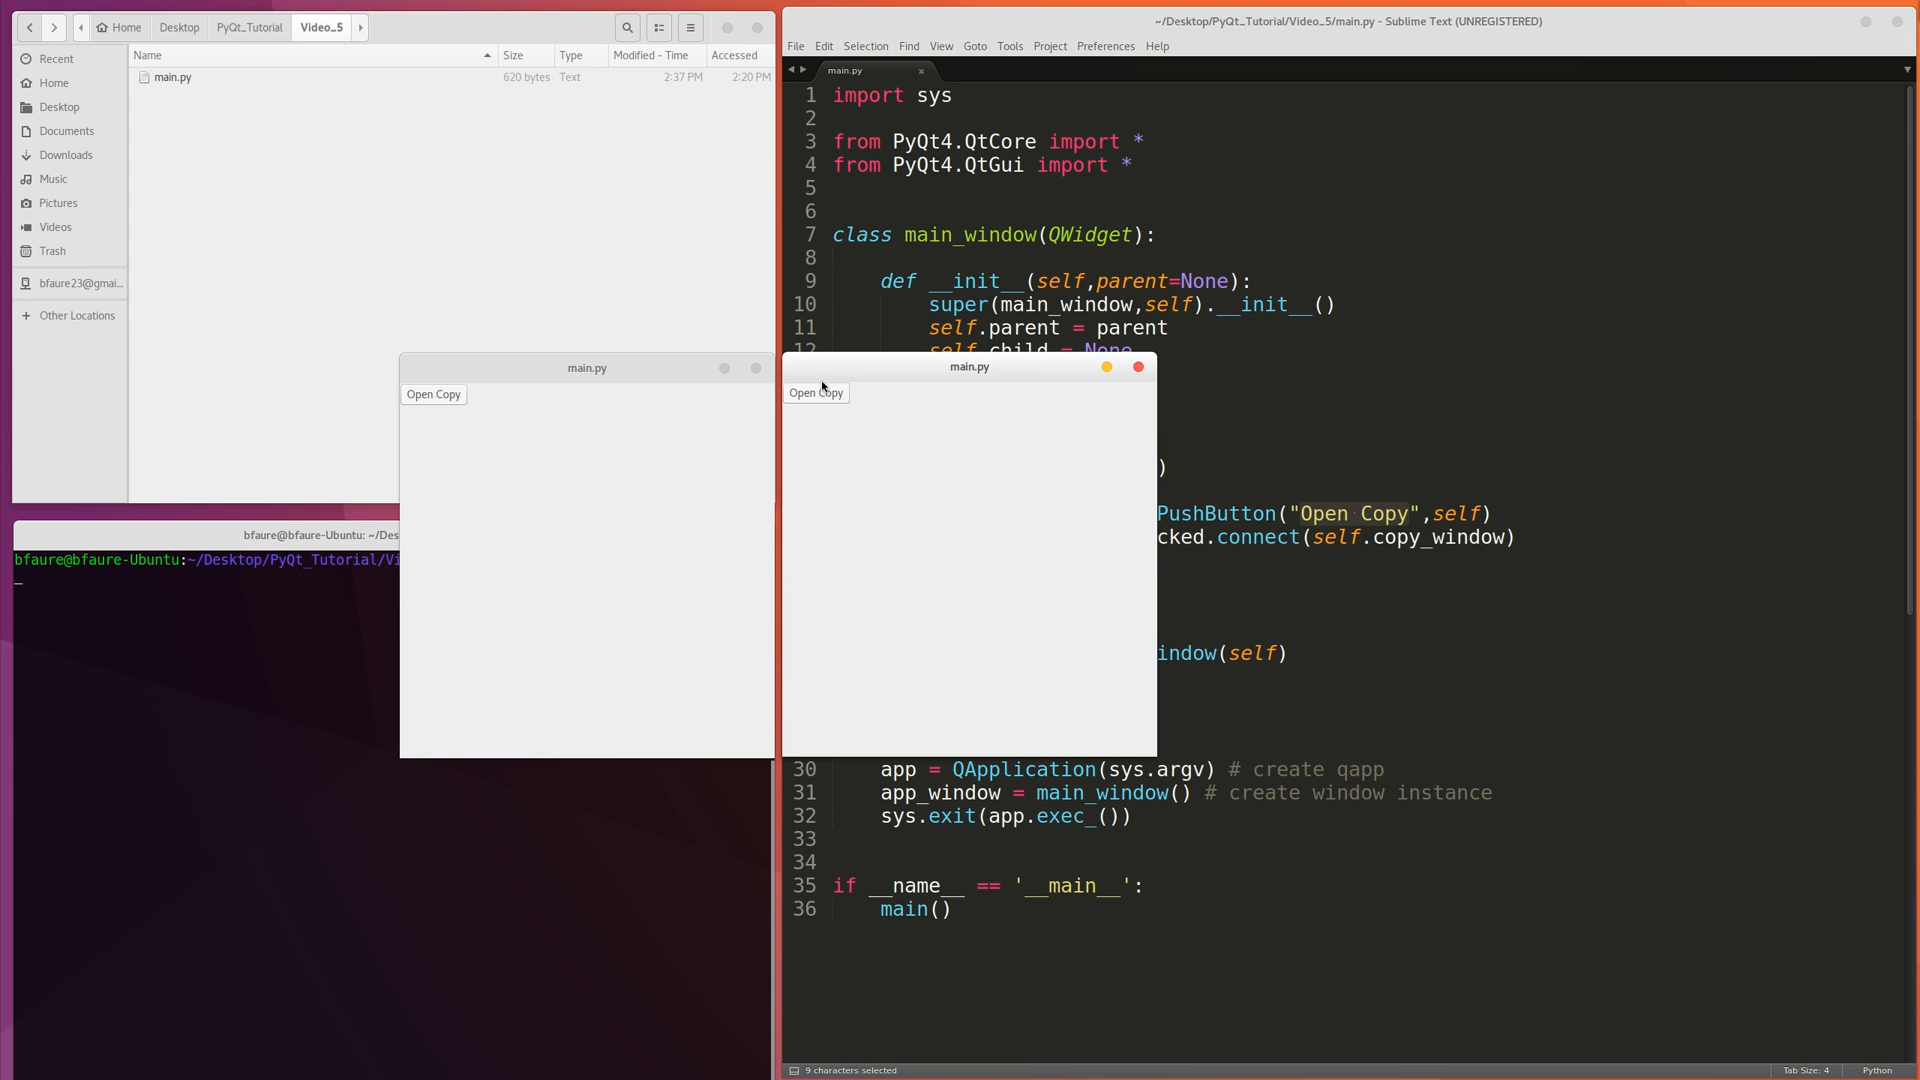 Home
Desktop
PyQt_Tutorial
Video_5
Name
Size
Type
Modified - Time
Accessed
main.py
620 bytes
Text
2:37 PM
2:20 PM
Recent
Home
Desktop
Documents
Downloads
Music
Pictures
Videos
Trash
bfaure23@gmai...
+ Other Locations
bfaure@bfaure-Ubuntu: ~/Des
bfaure@bfaure-Ubuntu:~/Desktop/PyQt_Tutorial/Vi
_
main.py
Open Copy
main.py
Open Copy
~/Desktop/PyQt_Tutorial/Video_5/main.py - Sublime Text (UNREGISTERED)
File Edit Selection Find View Goto Tools Project Preferences Help
main.py ×
1 import sys
2
3 from PyQt4.QtCore import *
4 from PyQt4.QtGui import *
5
6
7 class main_window(QWidget):
8
9 def __init__(self,parent=None):
10 super(main_window,self).__init__()
11 self.parent = parent
12 self.child = None
)
PushButton("Open Copy",self)
cked.connect(self.copy_window)
indow(self)
30 app = QApplication(sys.argv) # create qapp
31 app_window = main_window() # create window instance
32 sys.exit(app.exec_())
33
34
35 if __name__ == '__main__':
36 main()
9 characters selected
Tab Size: 4
Python